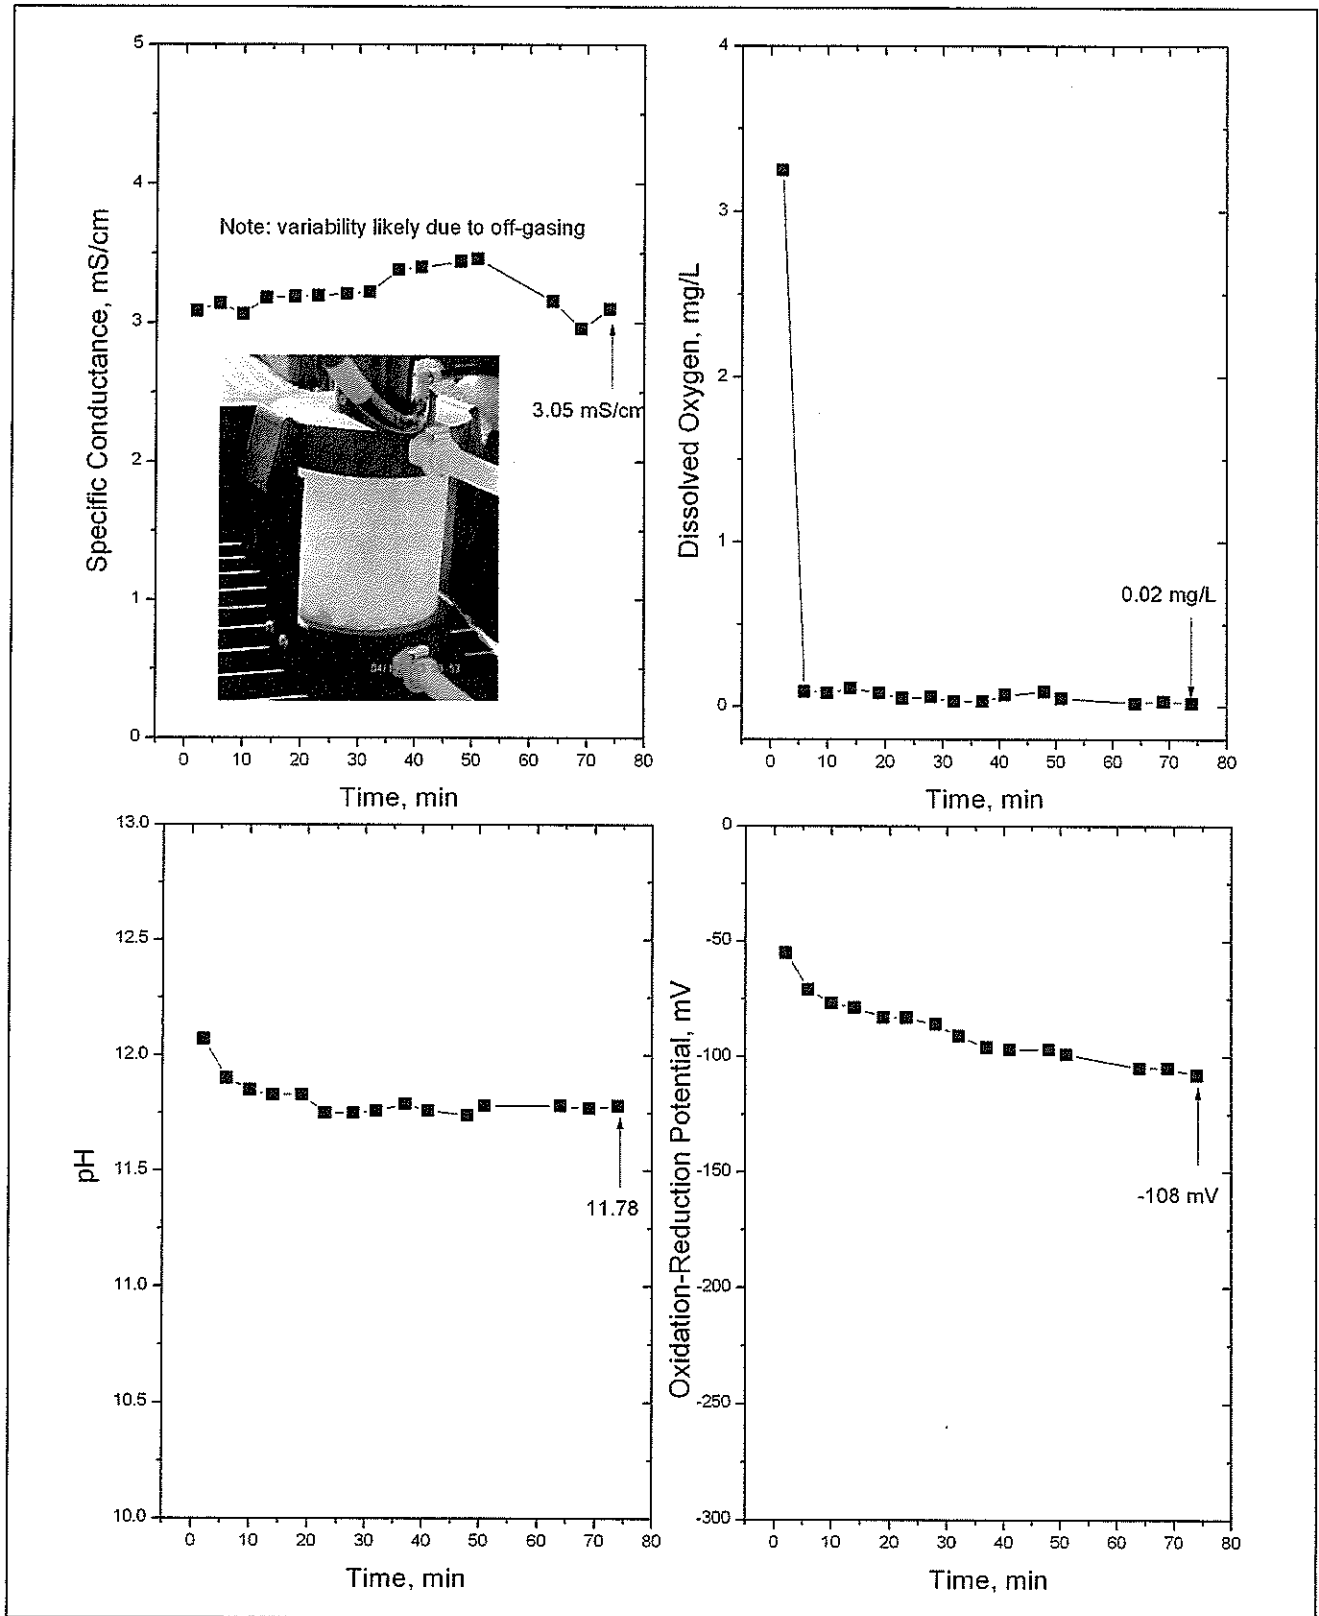 5
4
3
2
1
0
Specific Conductance, mS/cm
Note: variability likely due to off-gasing
3.05 mS/cm
0 10 20 30 40 50 60 70 80
Time, min
4
3
2
1
0
Dissolved Oxygen, mg/L
0.02 mg/L
0 10 20 30 40 50 60 70 80
Time, min
13.0
12.5
12.0
11.5
11.0
10.5
10.0
pH
11.78
0 10 20 30 40 50 60 70 80
Time, min
0
-50
-100
-150
-200
-250
-300
Oxidation-Reduction Potential, mV
-108 mV
0 10 20 30 40 50 60 70 80
Time, min